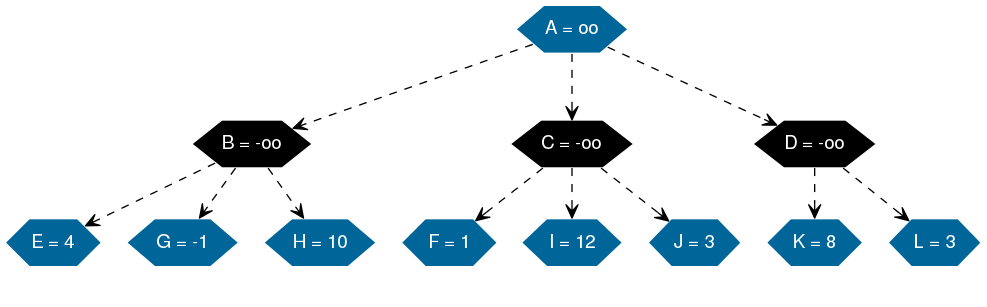 A = oo
B = -oo
C = -oo
D = -oo
E = 4
G = -1
H = 10
F = 1
I = 12
J = 3
K = 8
L = 3